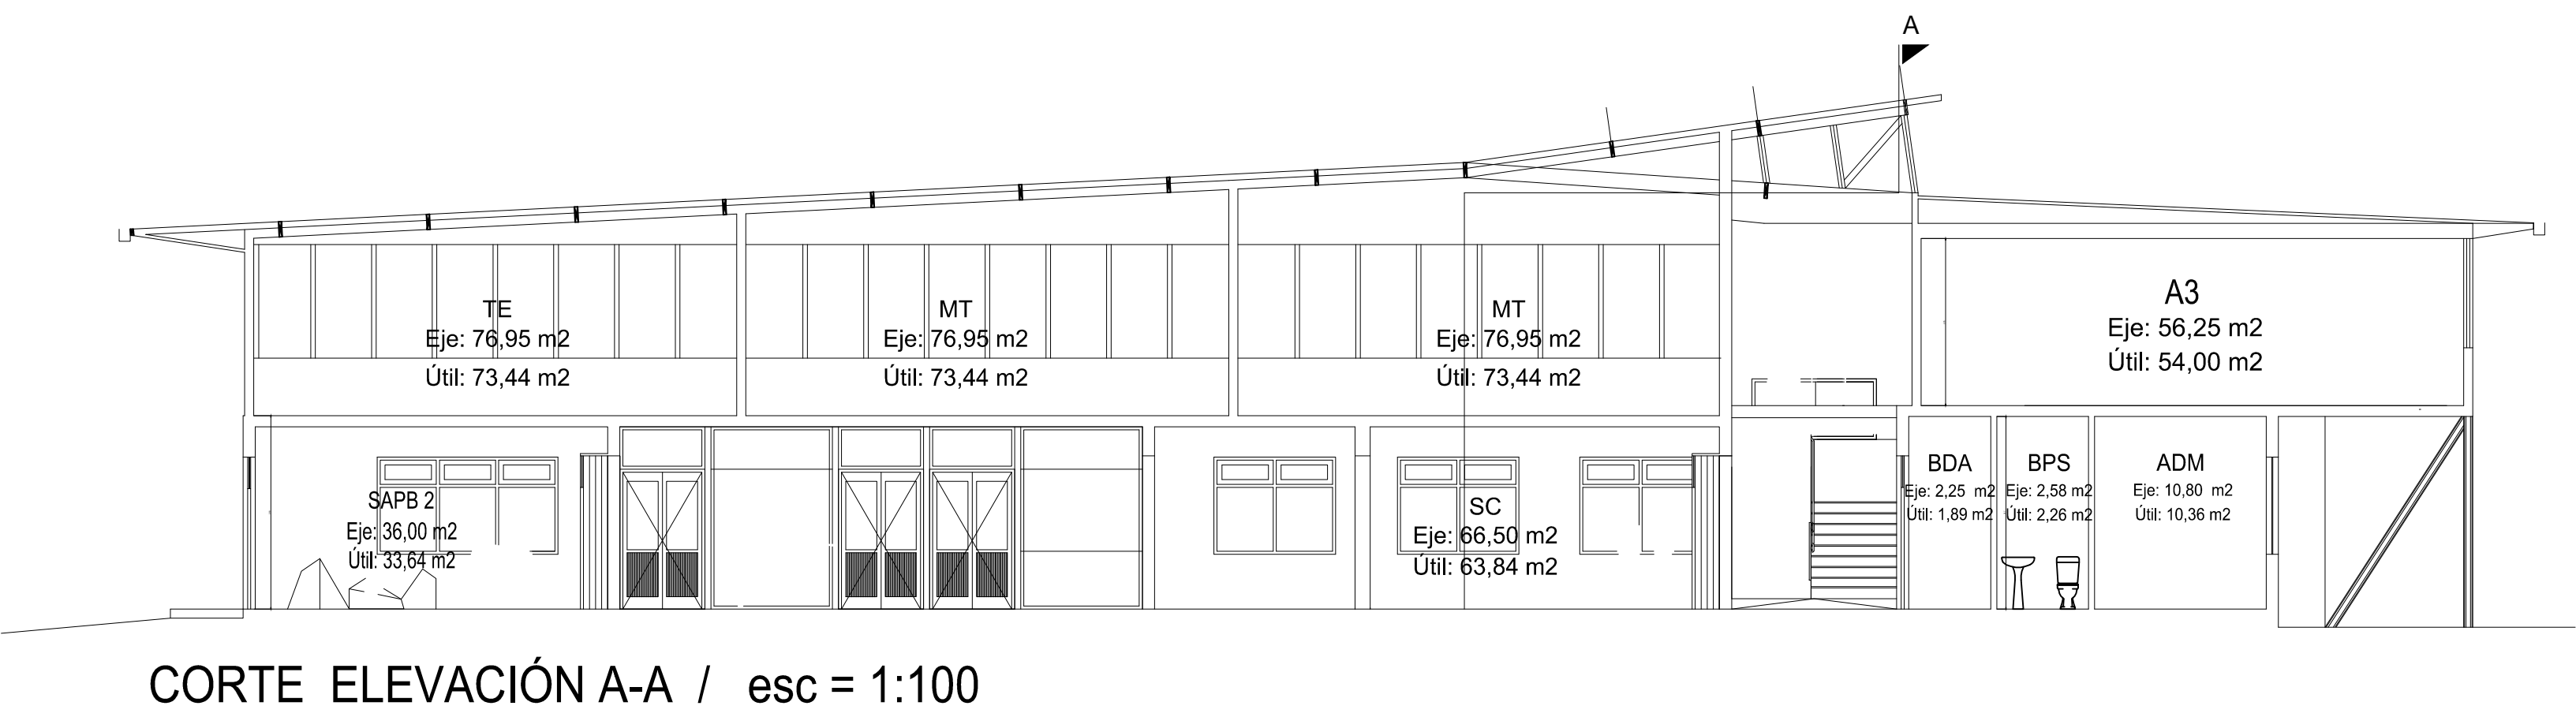 A
TE
Eje: 76,95 m2
Útil: 73,44 m2
MT
Eje: 76,95 m2
Útil: 73,44 m2
MT
Eje: 76,95 m2
Útil: 73,44 m2
A3
Eje: 56,25 m2
Útil: 54,00 m2
SAPB 2
Eje: 36,00 m2
Útil: 33,64 m2
SC
Eje: 66,50 m2
Útil: 63,84 m2
BDA
Eje: 2,25 m2
Útil: 1,89 m2
BPS
Eje: 2,58 m2
Útil: 2,26 m2
ADM
Eje: 10,80 m2
Útil: 10,36 m2
CORTE ELEVACIÓN A-A / esc = 1:100